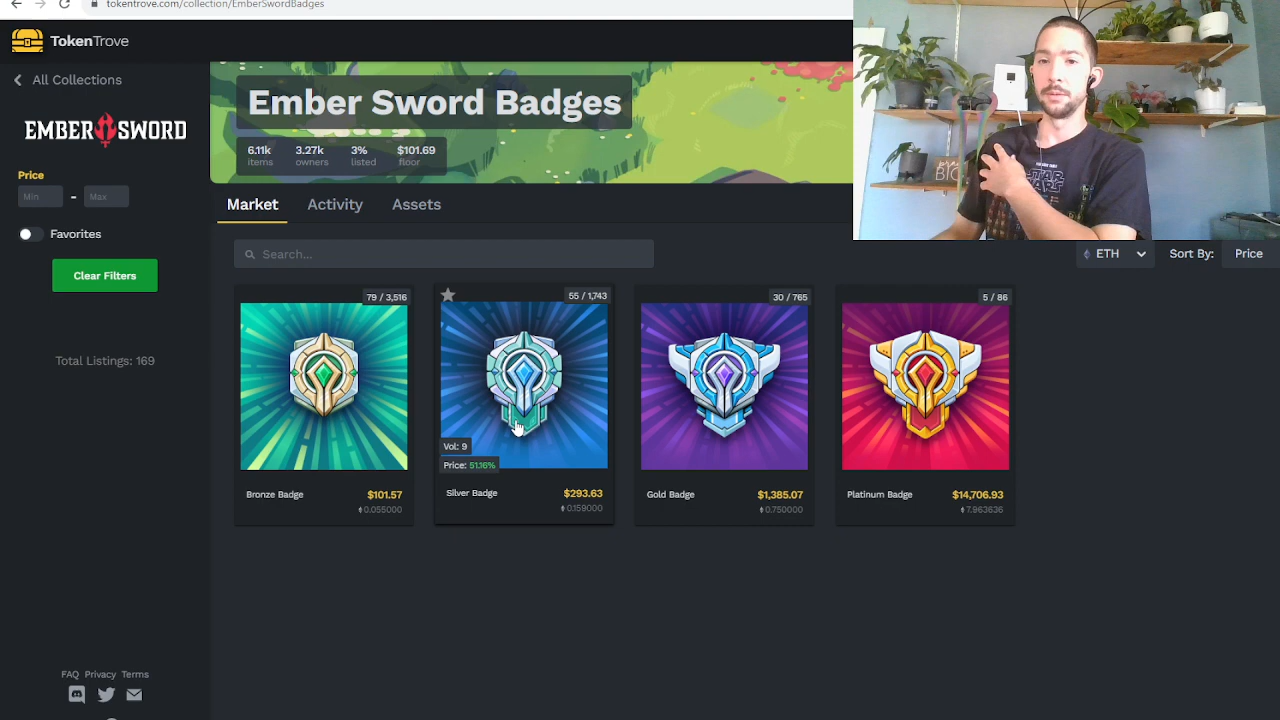 tokentrove.com/collection/EmberSwordBadges
TokenTrove
All Collections
EMBER SWORD
Price
Min - Max
Favorites
Clear Filters
Total Listings: 169
FAQ Privacy Terms
Ember Sword Badges
6.11k 3.27k 3% $101.69
items owners listed floor
Market Activity Assets
Search...
ETH Sort By: Price
79 / 3,516
Bronze Badge $101.57
0.055000
55 / 1,743
Vol: 9
Price: 51.16%
Silver Badge $293.63
0.159000
30 / 765
Gold Badge $1,385.07
0.750000
5 / 86
Platinum Badge $14,706.93
7.963636
STAR
WARS